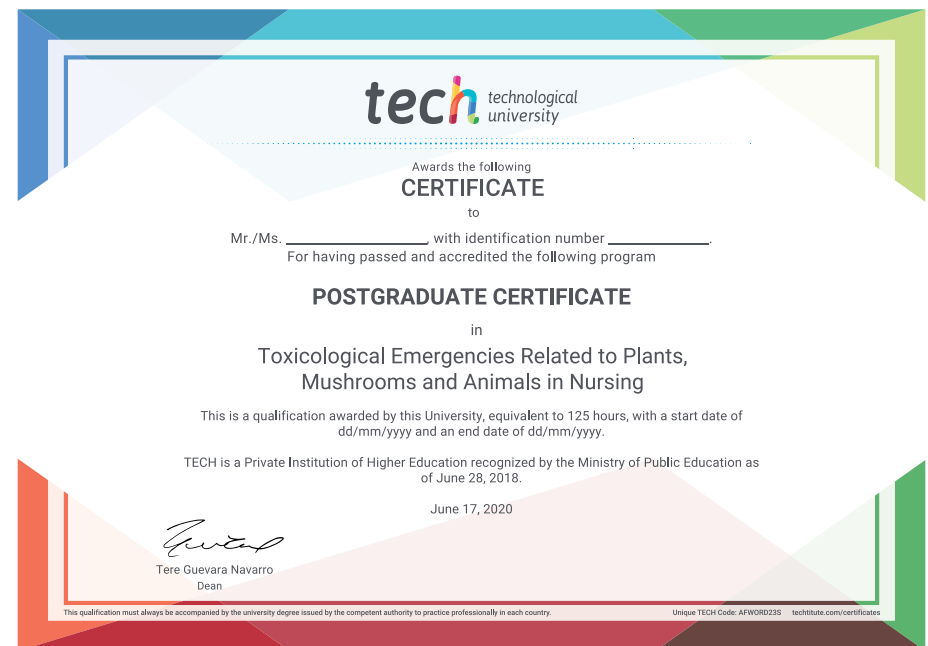 tech technological
university
Awards the following
CERTIFICATE
to
Mr./Ms. ____________________, with identification number ______________.
For having passed and accredited the following program
POSTGRADUATE CERTIFICATE
in
Toxicological Emergencies Related to Plants,
Mushrooms and Animals in Nursing
This is a qualification awarded by this University, equivalent to 125 hours, with a start date of
dd/mm/yyyy and an end date of dd/mm/yyyy.
TECH is a Private Institution of Higher Education recognized by the Ministry of Public Education as
of June 28, 2018.
June 17, 2020
Tere Guevara Navarro
Dean
This qualification must always be accompanied by the university degree issued by the competent authority to practice professionally in each country.
Unique TECH Code: AFWORD23S techtitute.com/certificates